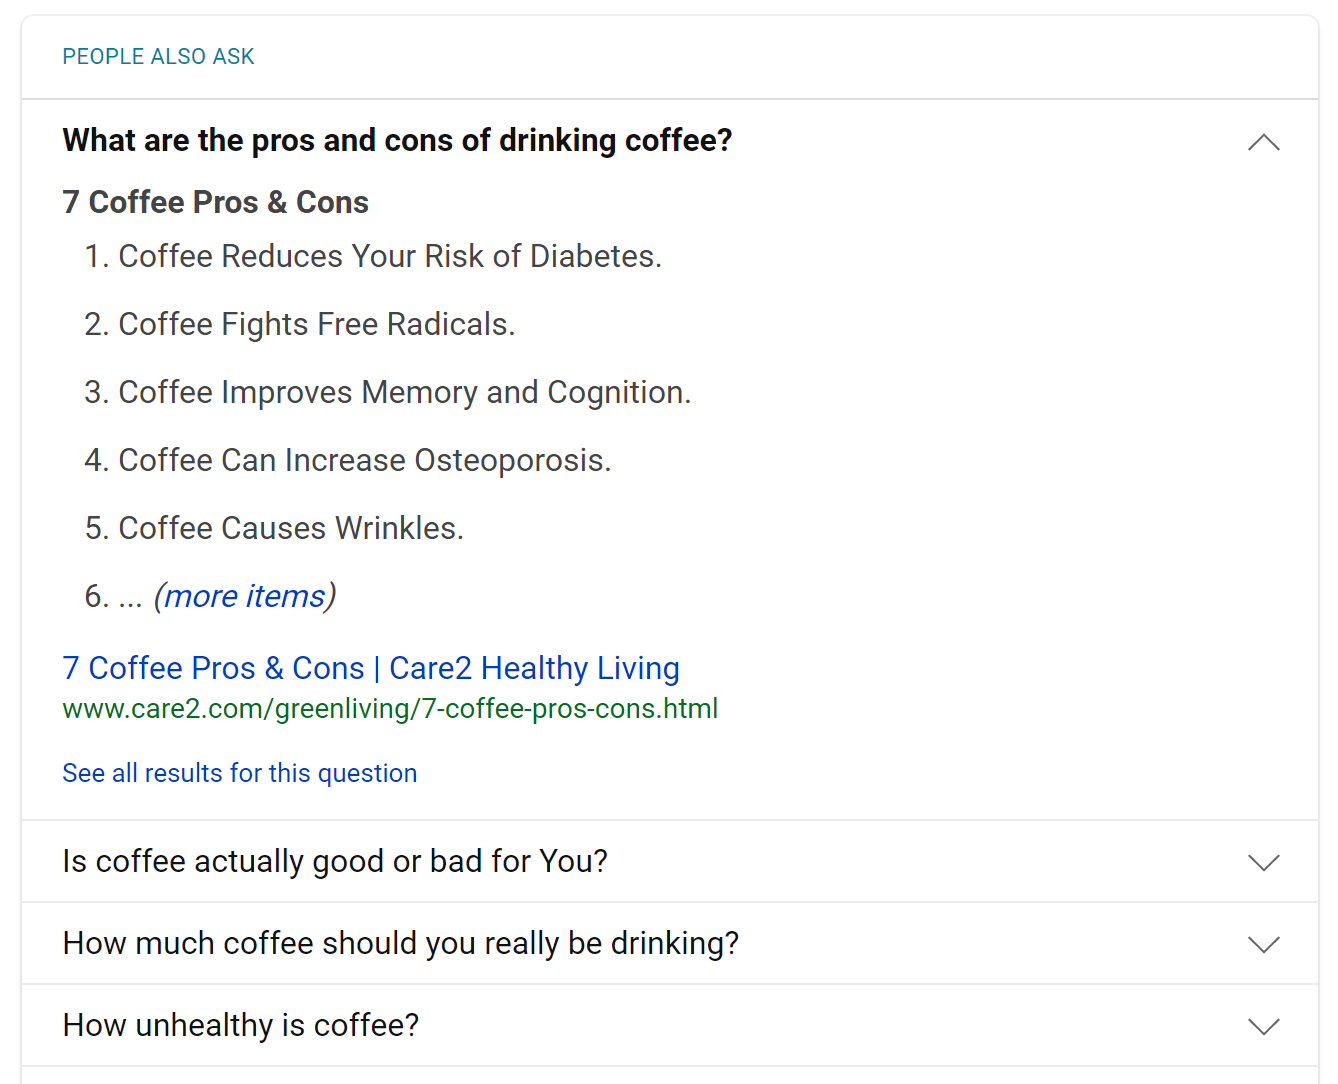 PEOPLE ALSO ASK
What are the pros and cons of drinking coffee?
7 Coffee Pros & Cons
1. Coffee Reduces Your Risk of Diabetes.
2. Coffee Fights Free Radicals.
3. Coffee Improves Memory and Cognition.
4. Coffee Can Increase Osteoporosis.
5. Coffee Causes Wrinkles.
6. ... (more items)
7 Coffee Pros & Cons | Care2 Healthy Living
www.care2.com/greenliving/7-coffee-pros-cons.html
See all results for this question
Is coffee actually good or bad for You?
How much coffee should you really be drinking?
How unhealthy is coffee?